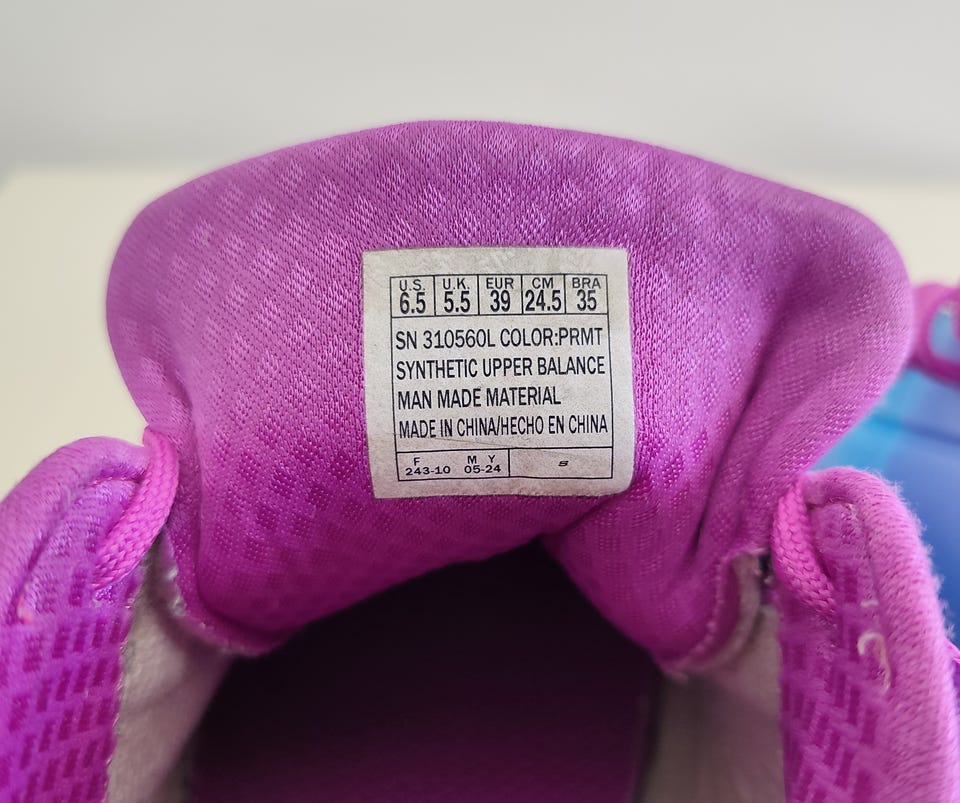 U.S. U.K. EUR CM BRA
6.5 5.5 39 24.5 35
SN 310560L COLOR:PRMT
SYNTHETIC UPPER BALANCE
MAN MADE MATERIAL
MADE IN CHINA/HECHO EN CHINA
F M Y
243-10 05-24 S